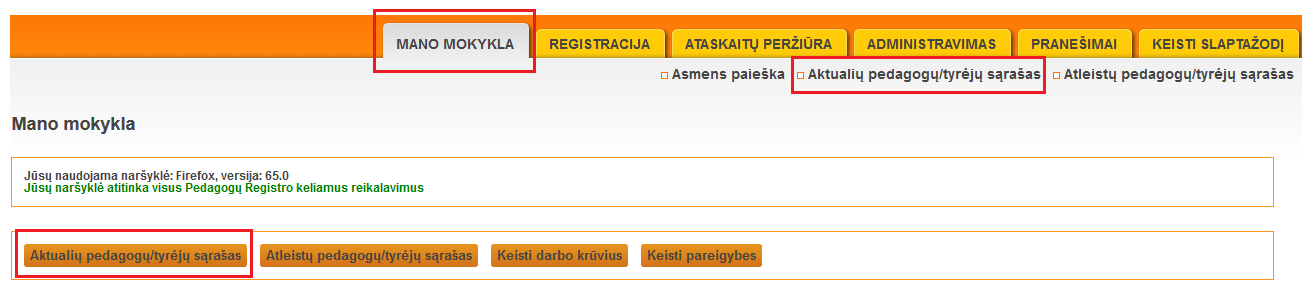 MANO MOKYKLA REGISTRACIJA ATASKAITŲ PERŽIŪRA ADMINISTRAVIMAS PRANEŠIMAI KEISTI SLAPTAŽODĮ
Asmens paieška Aktualių pedagogų/tyrėjų sąrašas Atleistų pedagogų/tyrėjų sąrašas
Mano mokykla
Jūsų naudojama naršyklė: Firefox, versija: 65.0
Jūsų naršyklė atitinka visus Pedagogų Registro keliamus reikalavimus
Aktualių pedagogų/tyrėjų sąrašas Atleistų pedagogų/tyrėjų sąrašas Keisti darbo krūvius Keisti pareigybes